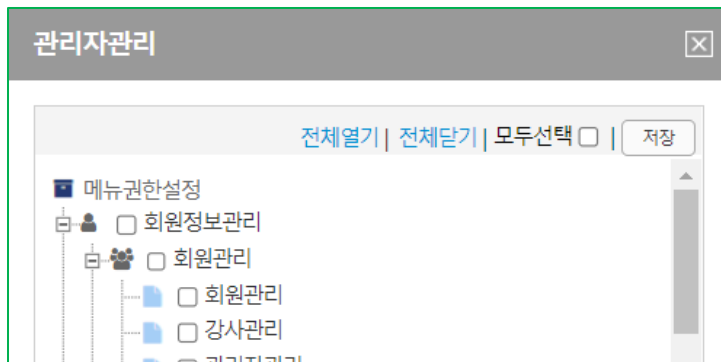 관리자관리
전체열기 | 전체닫기 | 모두선택 | 저장
메뉴권한설정
회원정보관리
회원관리
회원관리
강사관리